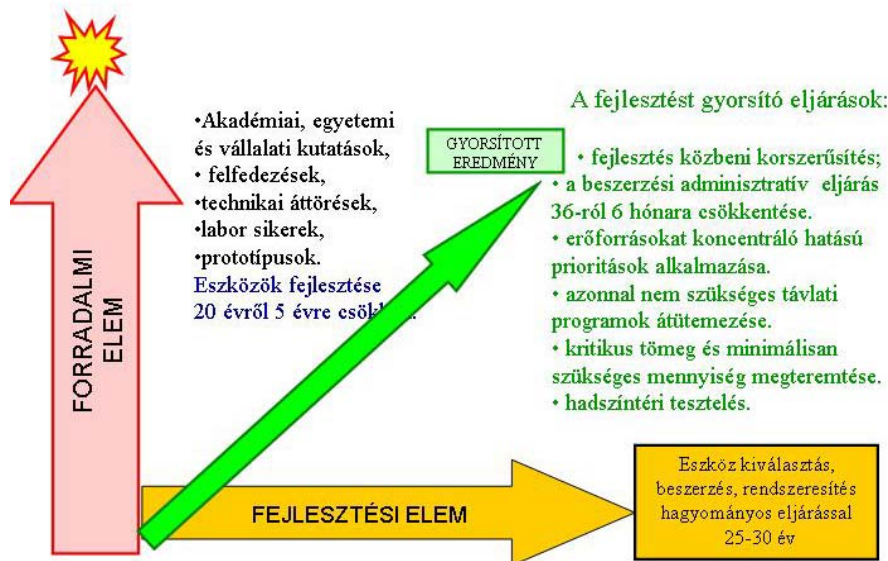 •Akadémiai, egyetemi
és vállalati kutatások,
• felfedezések,
•technikai áttörések,
•labor sikerek,
•prototípusok.
Eszközök fejlesztése
20 évről 5 évre
GYORSÍTOTT
EREDMÉNY
A fejlesztést gyorsító eljárások:
• fejlesztés közbeni korszerűsítés;
• a beszerzési adminisztratív eljárás
36-ról 6 hónara csökkentése.
• erőforrásokat koncentráló hatású
prioritások alkalmazása.
• azonnal nem szükséges távlati
programok átütemezése.
• kritikus tömeg és minimálisan
szükséges mennyiség megteremtése.
• hadszíntéri tesztelés.
FORRADALMI
ELEM
FEJLESZTÉSI ELEM
Eszköz kiválasztás,
beszerzés, rendszeresítés
hagyományos eljárással
25-30 év